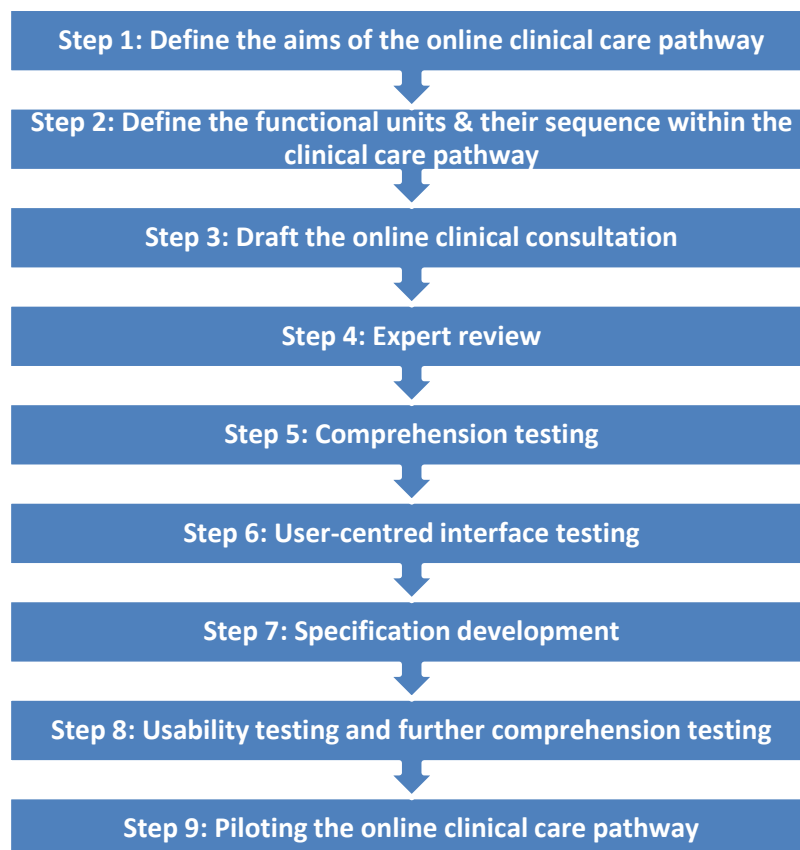 Step 1: Define the aims of the online clinical care pathway
Step 2: Define the functional units & their sequence within the
clinical care pathway
Step 3: Draft the online clinical consultation
Step 4: Expert review
Step 5: Comprehension testing
Step 6: User-centred interface testing
Step 7: Specification development
Step 8: Usability testing and further comprehension testing
Step 9: Piloting the online clinical care pathway